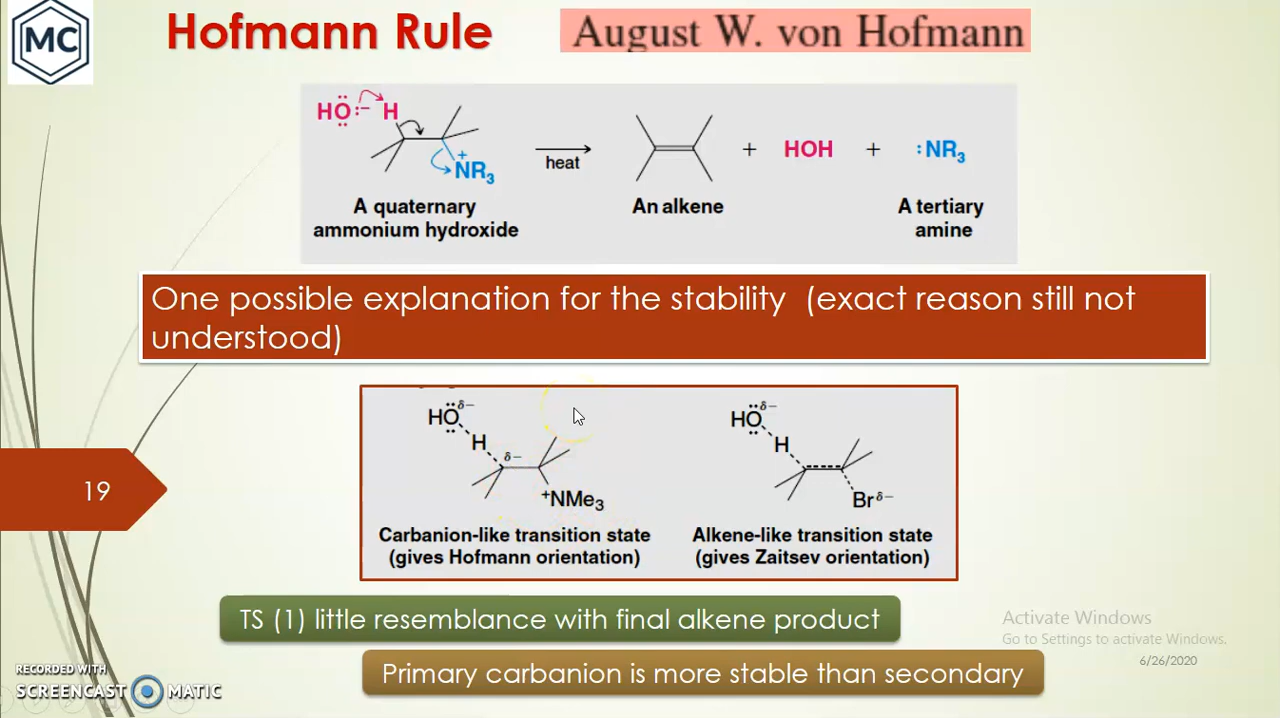 MC
Hofmann Rule
August W. von Hofmann
HÖ:⁻ H
+
NR₃
heat
+ HOH + :NR₃
A quaternary
ammonium hydroxide
An alkene
A tertiary
amine
One possible explanation for the stability (exact reason still not
understood)
HÖ δ−
H
δ−
⁺NMe₃
Carbanion-like transition state
(gives Hofmann orientation)
HÖ δ−
H
Br δ−
Alkene-like transition state
(gives Zaitsev orientation)
19
TS (1) little resemblance with final alkene product
Primary carbanion is more stable than secondary
Activate Windows
Go to Settings to activate Windows.
6/26/2020
RECORDED WITH
SCREENCAST MATIC